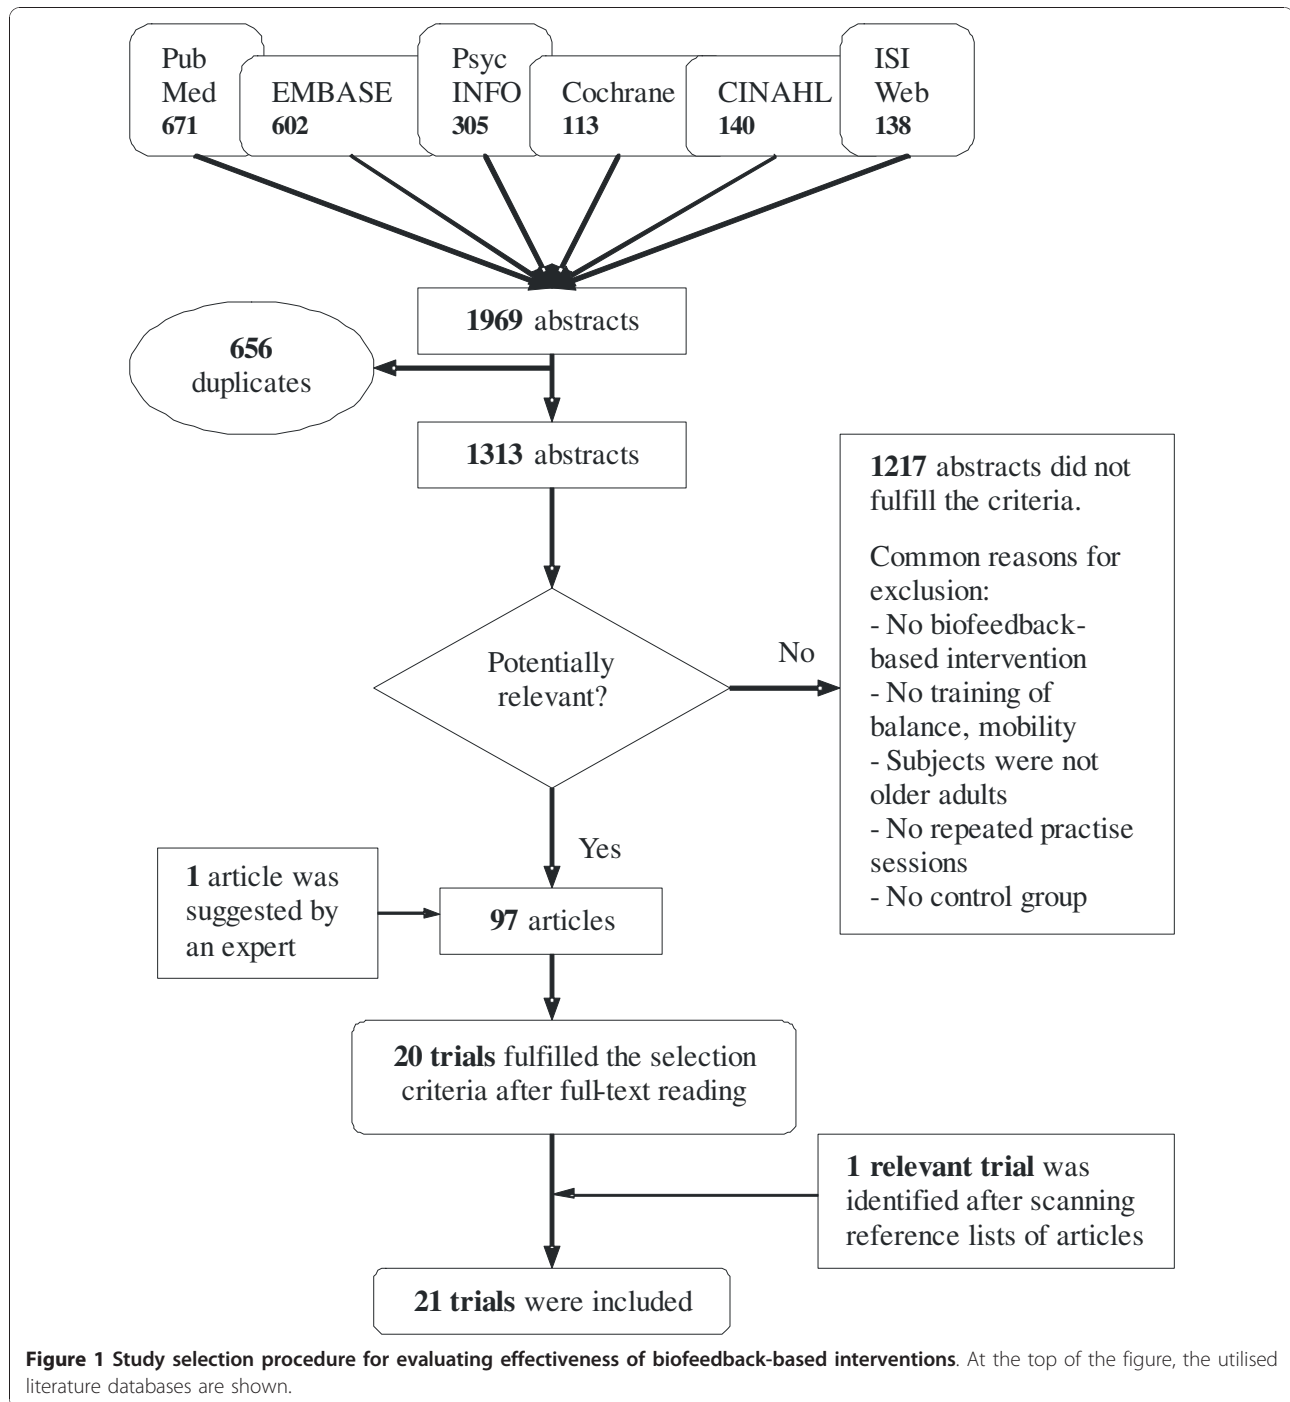 Pub
Med
671
EMBASE
602
Psyc
INFO
305
Cochrane
113
CINAHL
140
ISI
Web
138
1969 abstracts
656
duplicates
1313 abstracts
1217 abstracts did not
fulfill the criteria.
Common reasons for
exclusion:
- No biofeedback-
based intervention
- No training of
balance, mobility
- Subjects were not
older adults
- No repeated practise
sessions
- No control group
Potentially
relevant?
No
Yes
1 article was
suggested by
an expert
97 articles
20 trials fulfilled the selection
criteria after full-text reading
1 relevant trial was
identified after scanning
reference lists of articles
21 trials were included
Figure 1 Study selection procedure for evaluating effectiveness of biofeedback-based interventions. At the top of the figure, the utilised
literature databases are shown.